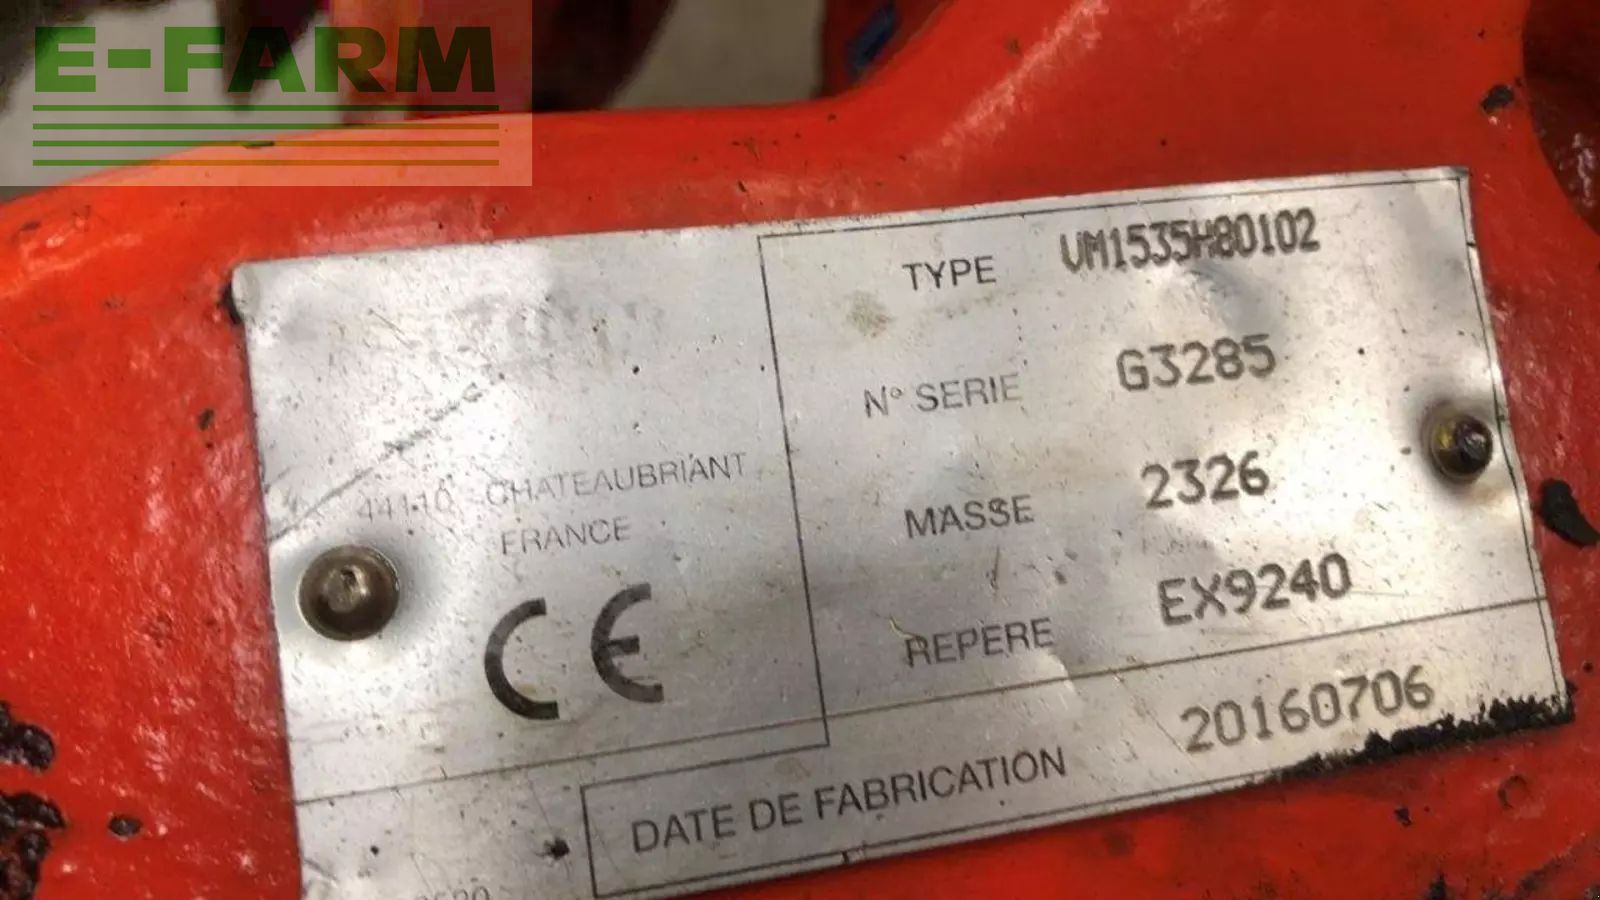 E-FARM
TYPE VM1535H80102
N° SERIE G3285
MASSE 2326
REPERE EX9240
44110 CHATEAUBRIANT
FRANCE
CE
DATE DE FABRICATION 20160706